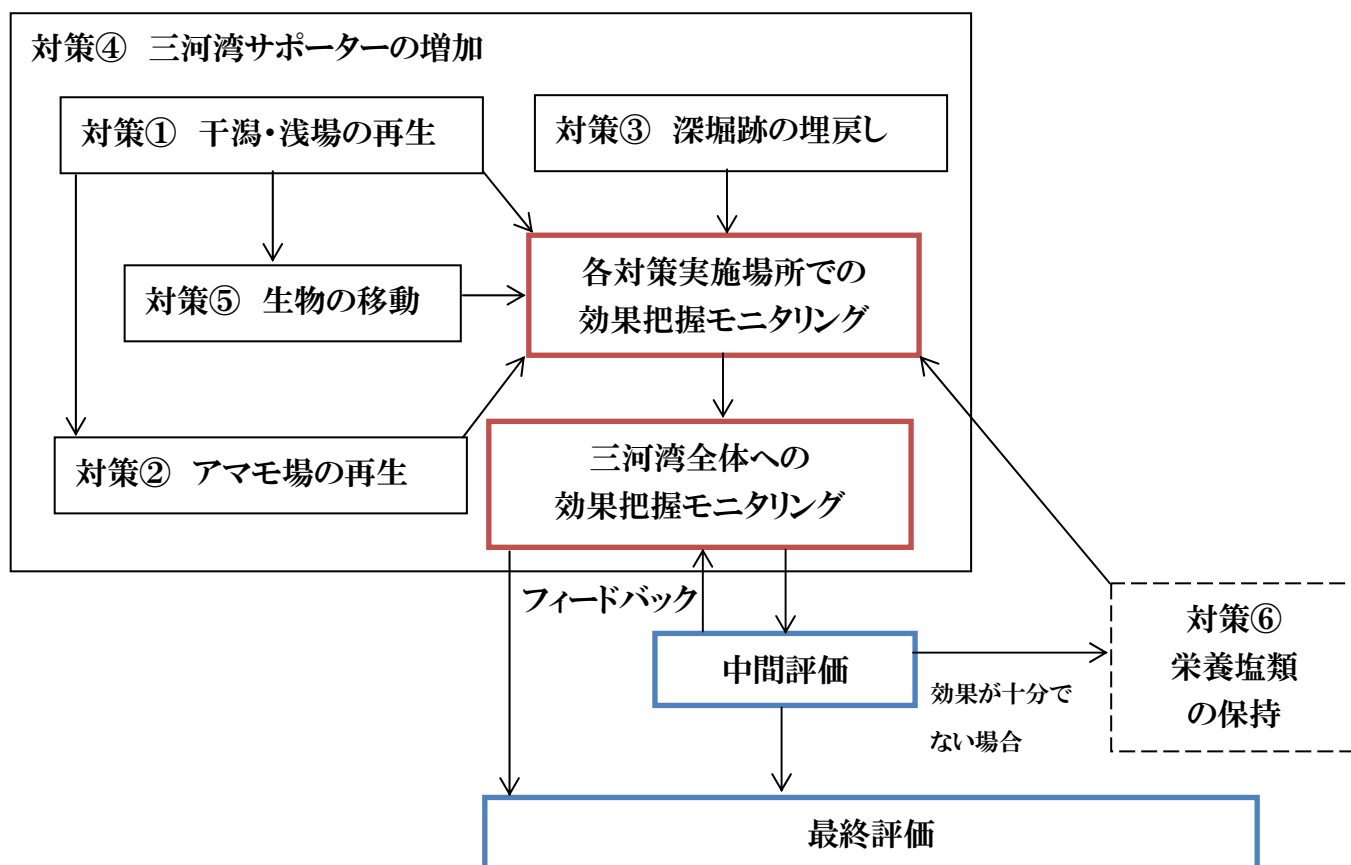 対策④ 三河湾サポーターの増加
対策① 干潟・浅場の再生
対策③ 深堀跡の埋戻し
各対策実施場所での
効果把握モニタリング
対策⑤ 生物の移動
対策② アマモ場の再生
三河湾全体への
効果把握モニタリング
フィードバック
中間評価
効果が十分で
ない場合
対策⑥
栄養塩類
の保持
最終評価